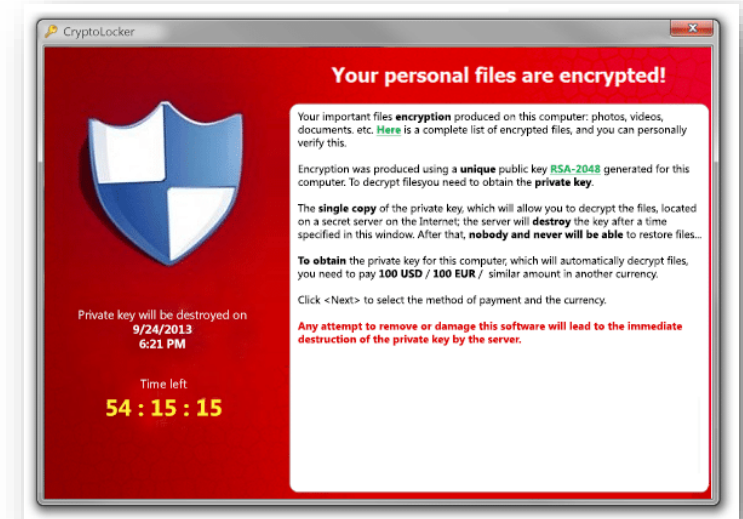 CryptoLocker
Your personal files are encrypted!
Your important files encryption produced on this computer: photos, videos,
documents. etc. Here is a complete list of encrypted files, and you can personally
verify this.
Encryption was produced using a unique public key RSA-2048 generated for this
computer. To decrypt filesyou need to obtain the private key.
The single copy of the private key, which will allow you to decrypt the files, located
on a secret server on the Internet; the server will destroy the key after a time
specified in this window. After that, nobody and never will be able to restore files...
To obtain the private key for this computer, which will automatically decrypt files,
you need to pay 100 USD / 100 EUR / similar amount in another currency.
Click <Next> to select the method of payment and the currency.
Any attempt to remove or damage this software will lead to the immediate
destruction of the private key by the server.
Private key will be destroyed on
9/24/2013
6:21 PM
Time left
54 : 15 : 15